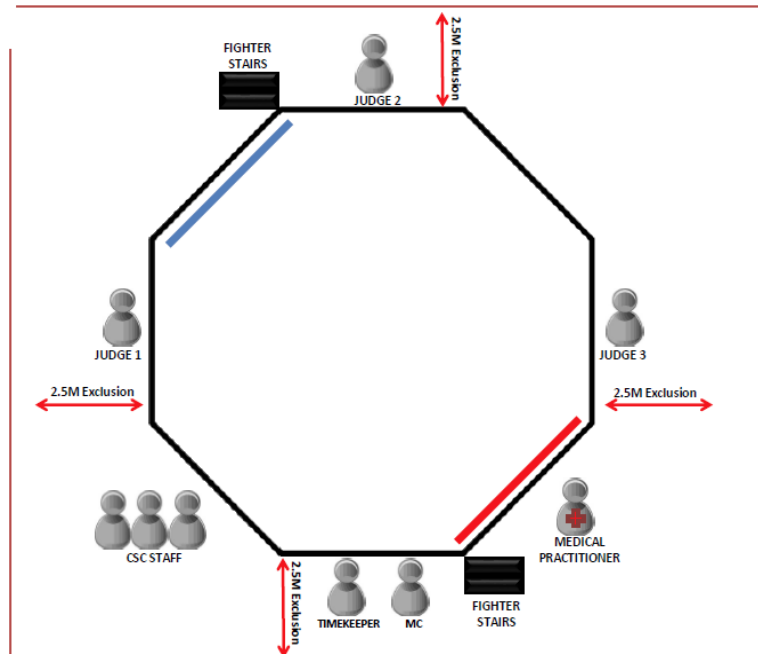 FIGHTER
STAIRS
JUDGE 2
2.5M Exclusion
JUDGE 1
JUDGE 3
2.5M Exclusion
2.5M Exclusion
CSC STAFF
MEDICAL
PRACTITIONER
2.5M Exclusion
TIMEKEEPER
MC
FIGHTER
STAIRS